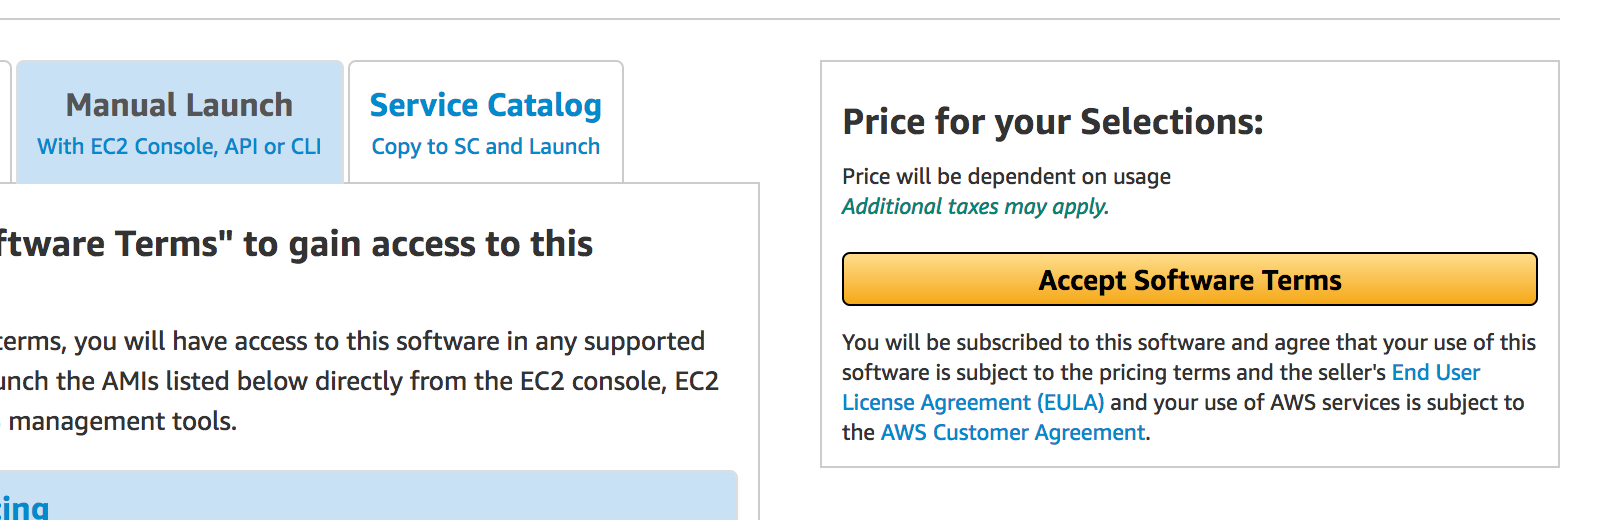 Manual Launch
With EC2 Console, API or CLI
Service Catalog
Copy to SC and Launch
Terms" to gain access to this
terms, you will have access to this software in any supported
the AMIs listed below directly from the EC2 console, EC2
management tools.
Price for your Selections:
Price will be dependent on usage
Additional taxes may apply.
Accept Software Terms
You will be subscribed to this software and agree that your use of this
software is subject to the pricing terms and the seller's End User
License Agreement (EULA) and your use of AWS services is subject to
the AWS Customer Agreement.